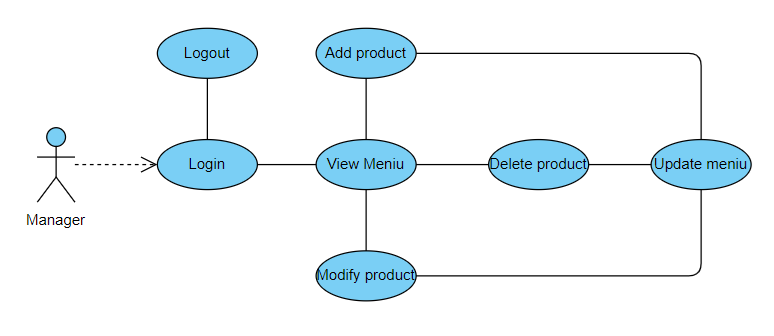 Logout
Add product
Login
View Meniu
Delete product
Update meniu
Manager
Modify product